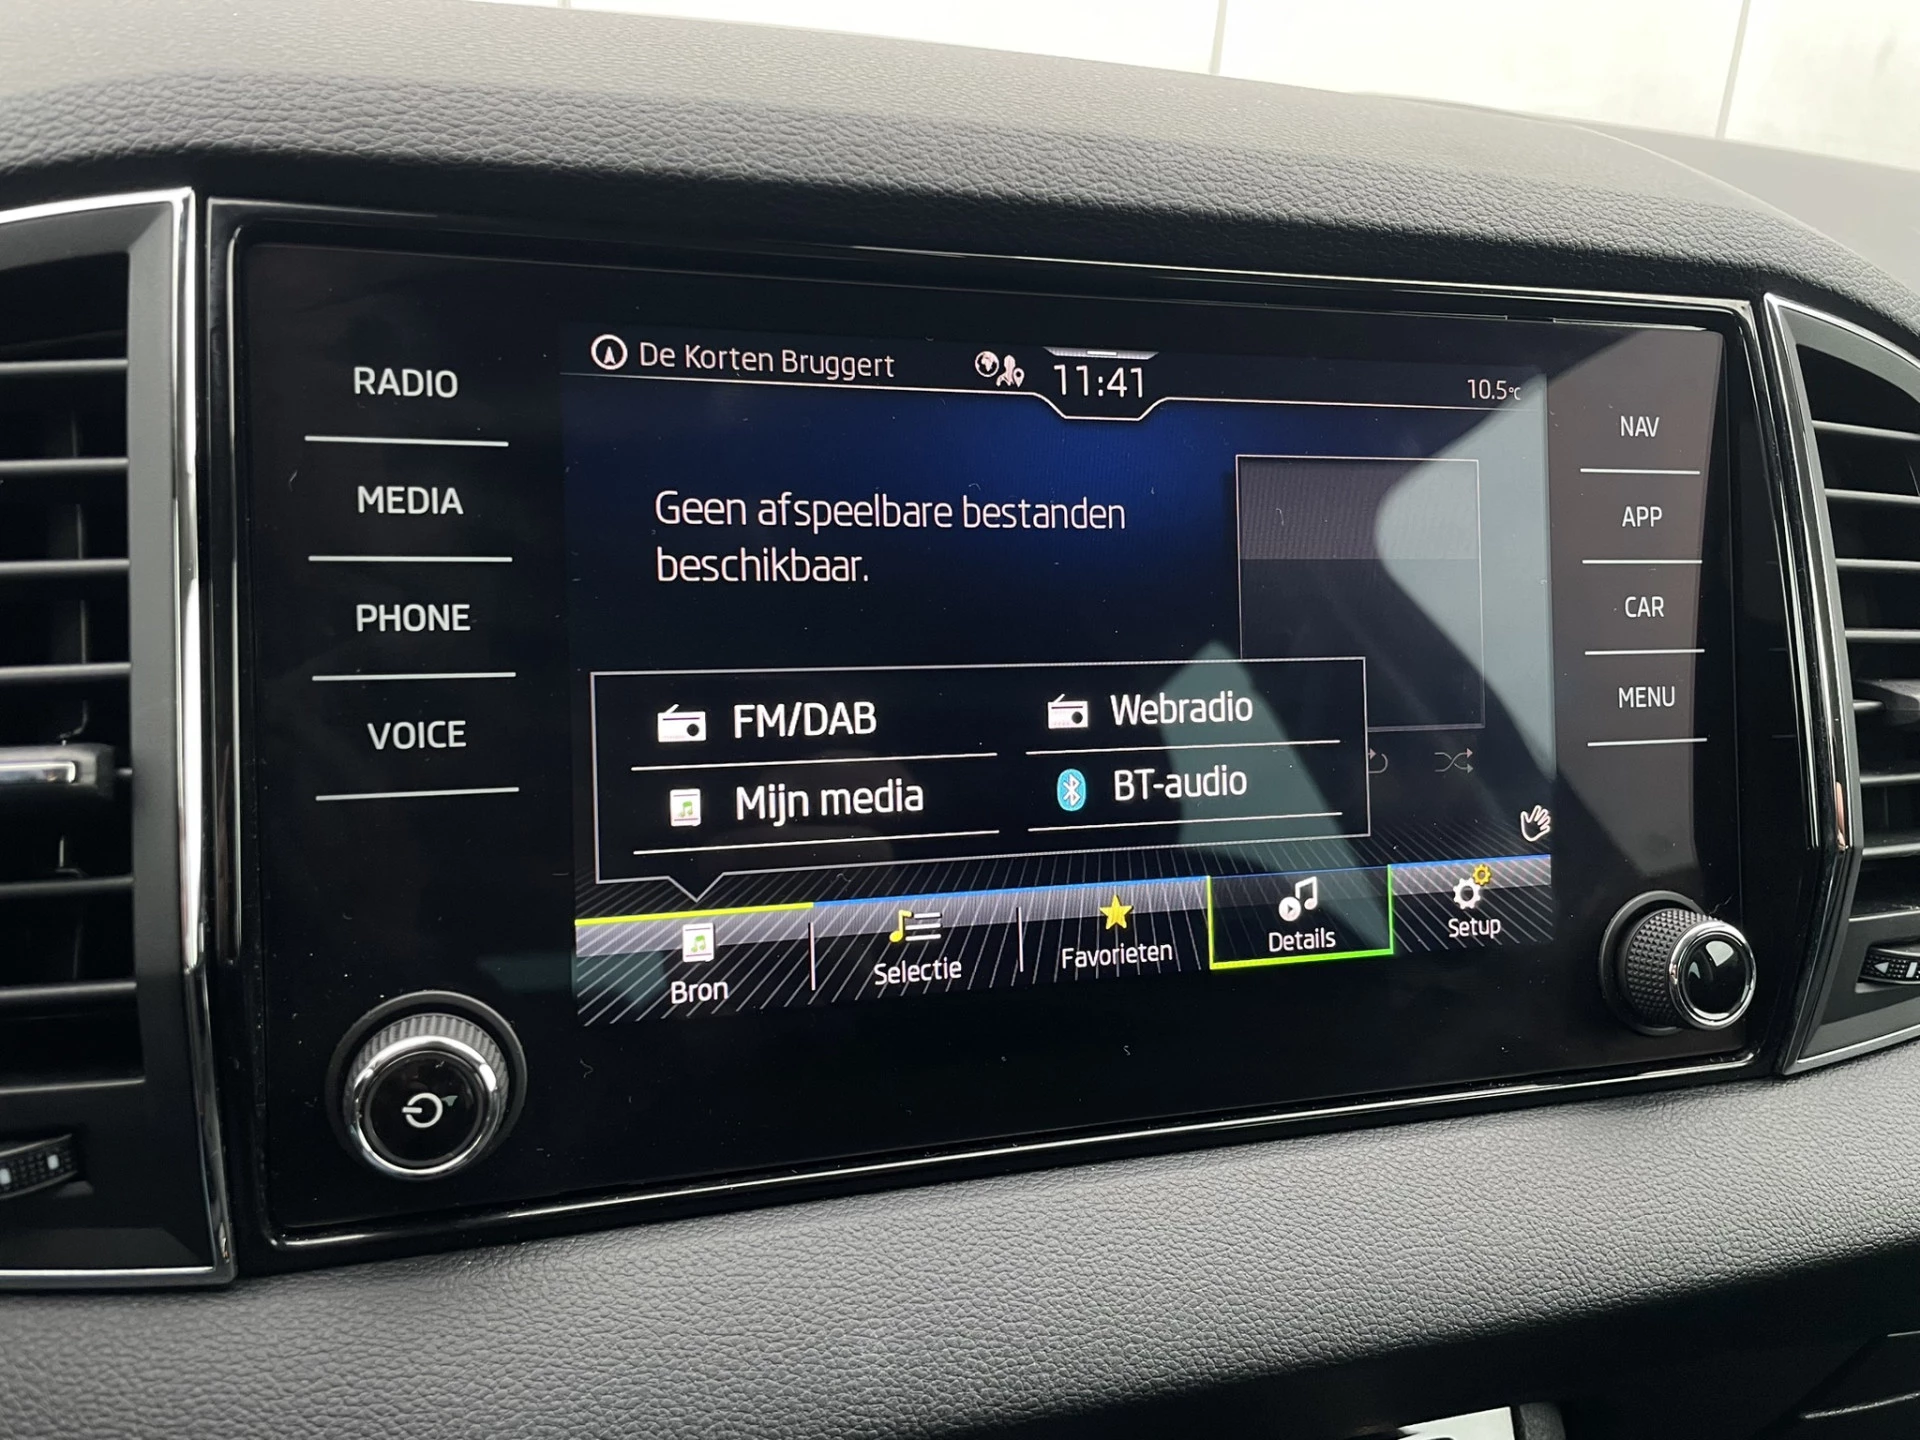 De Korten Bruggert
11:41
10.5°C
RADIO
MEDIA
PHONE
VOICE
Geen afspeelbare bestanden
beschikbaar.
FM/DAB
Webradio
Mijn media
BT-audio
Bron
Selectie
Favorieten
Details
Setup
NAV
APP
CAR
MENU